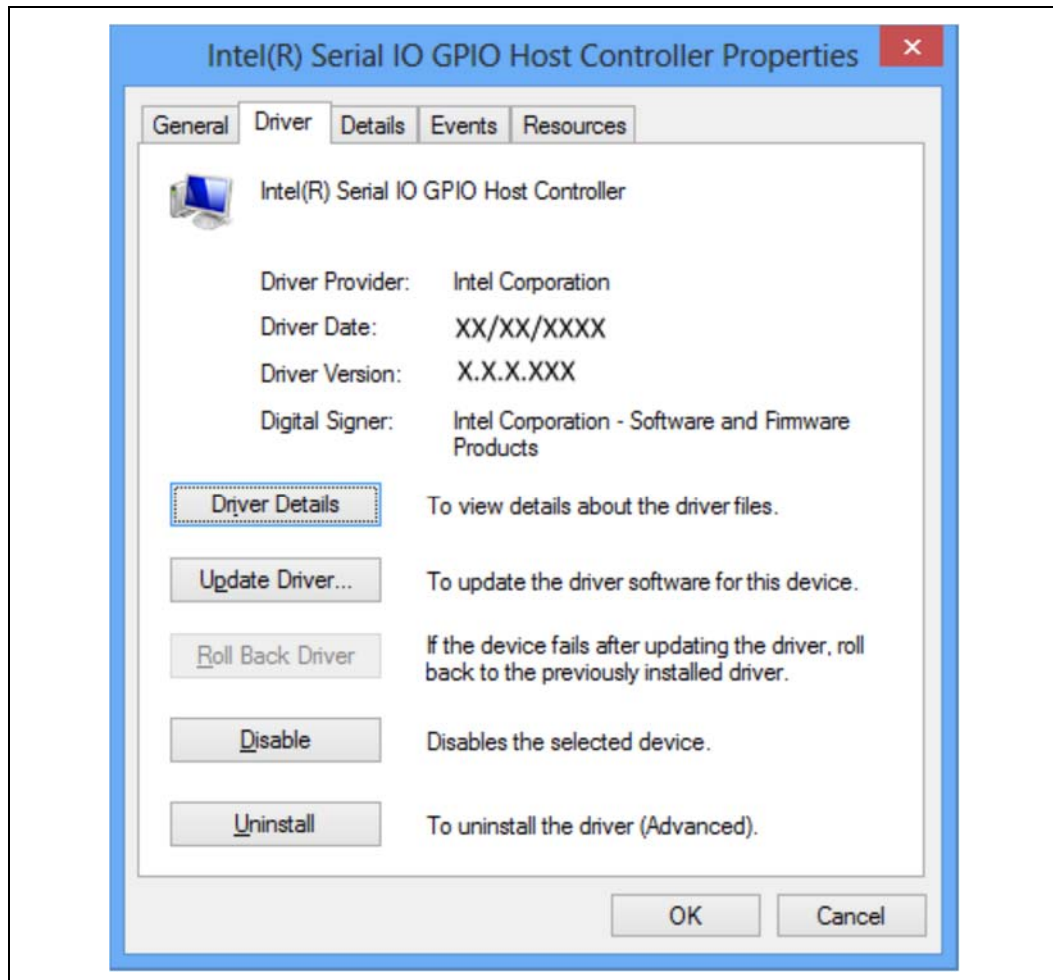 Intel(R) Serial IO GPIO Host Controller Properties
General Driver Details Events Resources
Intel(R) Serial IO GPIO Host Controller
Driver Provider: Intel Corporation
Driver Date: XX/XX/XXXX
Driver Version: X.X.X.XXX
Digital Signer: Intel Corporation - Software and Firmware
Products
Driver Details To view details about the driver files.
Update Driver... To update the driver software for this device.
Roll Back Driver If the device fails after updating the driver, roll
back to the previously installed driver.
Disable Disables the selected device.
Uninstall To uninstall the driver (Advanced).
OK Cancel